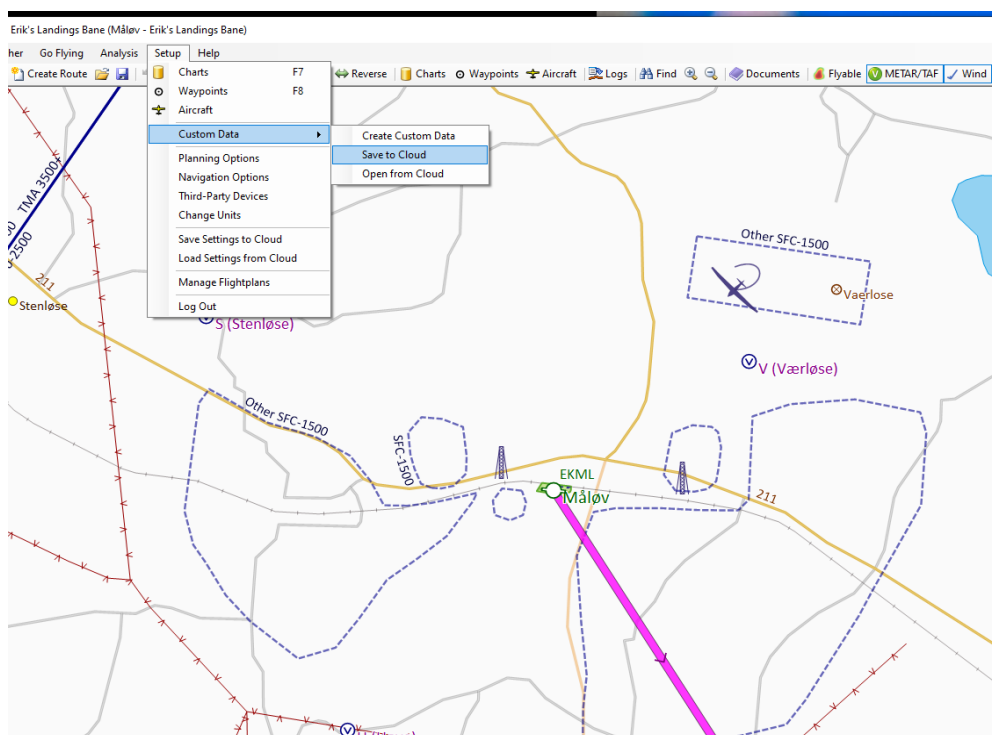 Erik's Landings Bane (Måløv - Erik's Landings Bane)
her Go Flying Analysis Setup Help
Create Route Reverse Charts Waypoints Aircraft Logs Find Documents Flyable METAR/TAF Wind
Charts F7
Waypoints F8
Aircraft
Custom Data
Create Custom Data
Save to Cloud
Open from Cloud
Planning Options
Navigation Options
Third-Party Devices
Change Units
Save Settings to Cloud
Load Settings from Cloud
Manage Flightplans
Log Out
TMA 3500+
-2500
211
Stenløse
S (Stenløse)
Other SFC-1500
Vaerlose
V (Værløse)
Other SFC-1500
SFC-1500
EKML
Måløv
211